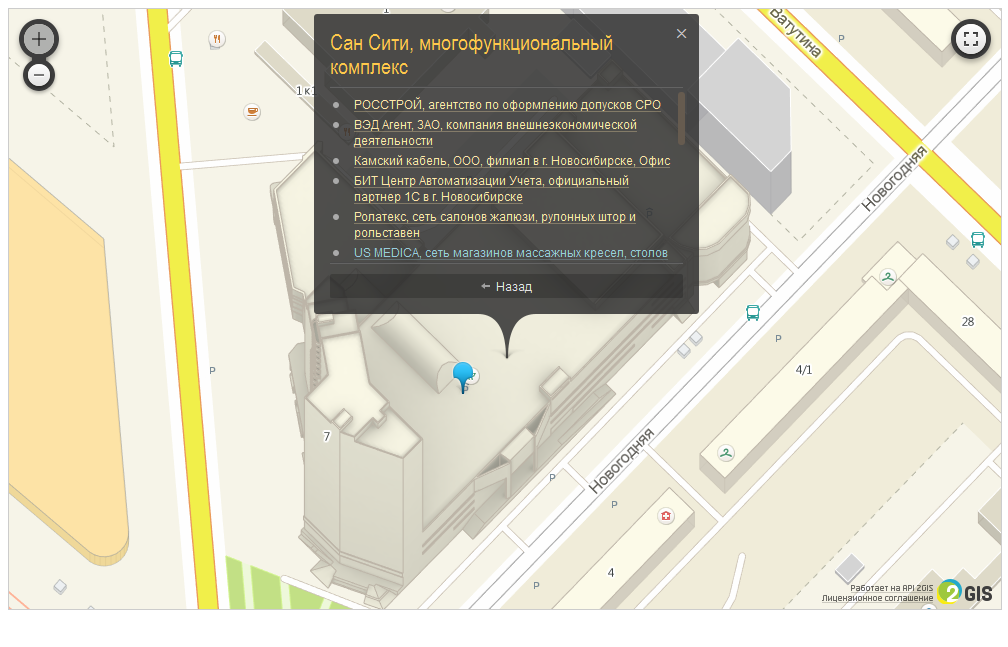 Сан Сити, многофункциональный
комплекс
РОССТРОЙ, агентство по оформлению допусков СРО
ВЭД Агент, ЗАО, компания внешнеэкономической
деятельности
Камский кабель, ООО, филиал в г. Новосибирске, Офис
БИТ Центр Автоматизации Учета, официальный
партнер 1С в г. Новосибирске
Ролатекс, сеть салонов жалюзи, рулонных штор и
рольставен
US MEDICA, сеть магазинов массажных кресел, столов
← Назад
1
1к1
Ватутина
P
Новогодняя
P
P
28
4/1
7
P
Новогодняя
P
P
4
P
Работает на API 2GIS
Лицензионное соглашение
2GIS